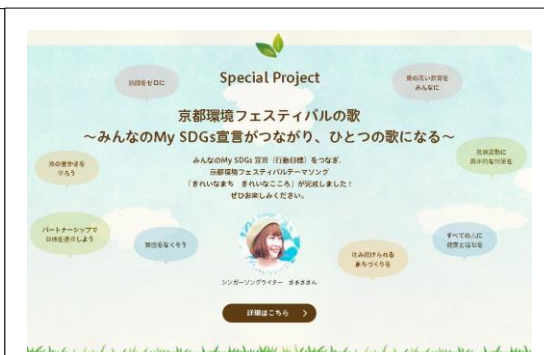 Special Project
飢餓をゼロに
質の高い教育を
みんなに
京都環境フェスティバルの歌
～みんなのMy SDGs宣言がつながり、ひとつの歌になる～
みんなのMy SDGs 宣言（行動目標）をつなぎ、
京都環境フェスティバルテーマソング
「きれいなまち きれいなこころ」が完成しました！
ぜひお楽しみください。
海の豊かさを
守ろう
気候変動に
具体的な対策を
パートナーシップで
目標を達成しよう
貧困をなくそう
住み続けられる
まちづくりを
すべての人に
健康と福祉を
シンガーソングライター さあささん
詳細はこちら